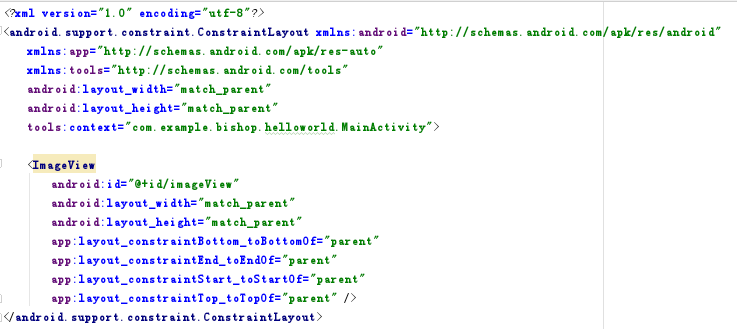 <?xml version="1.0" encoding="utf-8"?>
<android.support.constraint.ConstraintLayout xmlns:android="http://schemas.android.com/apk/res/android"
xmlns:app="http://schemas.android.com/apk/res-auto"
xmlns:tools="http://schemas.android.com/tools"
android:layout_width="match_parent"
android:layout_height="match_parent"
tools:context="com.example.bishop.helloworld.MainActivity">
<ImageView
android:id="@+id/imageView"
android:layout_width="match_parent"
android:layout_height="match_parent"
app:layout_constraintBottom_toBottomOf="parent"
app:layout_constraintEnd_toEndOf="parent"
app:layout_constraintStart_toStartOf="parent"
app:layout_constraintTop_toTopOf="parent" />
</android.support.constraint.ConstraintLayout>